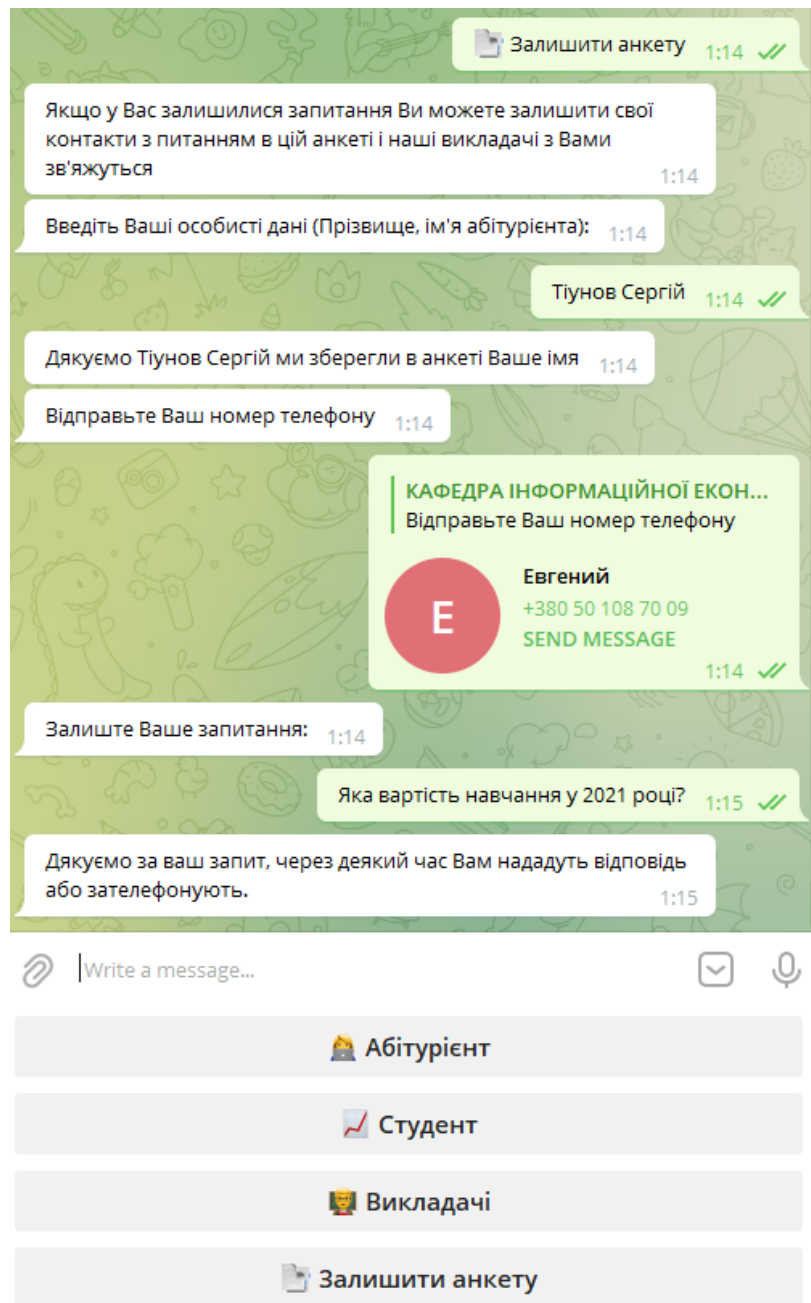 Залишити анкету 1:14
Якщо у Вас залишилися запитання Ви можете залишити свої
контакти з питанням в цій анкеті і наші викладачі з Вами
зв'яжуться 1:14
Введіть Ваші особисті дані (Прізвище, ім'я абітурієнта): 1:14
Тіунов Сергій 1:14
Дякуємо Тіунов Сергій ми зберегли в анкеті Ваше імя 1:14
Відправьте Ваш номер телефону 1:14
КАФЕДРА ІНФОРМАЦІЙНОЇ ЕКОН...
Відправьте Ваш номер телефону
Е
Евгений
+380 50 108 70 09
SEND MESSAGE
1:14
Залиште Ваше запитання: 1:14
Яка вартість навчання у 2021 році? 1:15
Дякуємо за ваш запит, через деякий час Вам нададуть відповідь
або зателефонують. 1:15
Write a message...
Абітурієнт
Студент
Викладачі
Залишити анкету